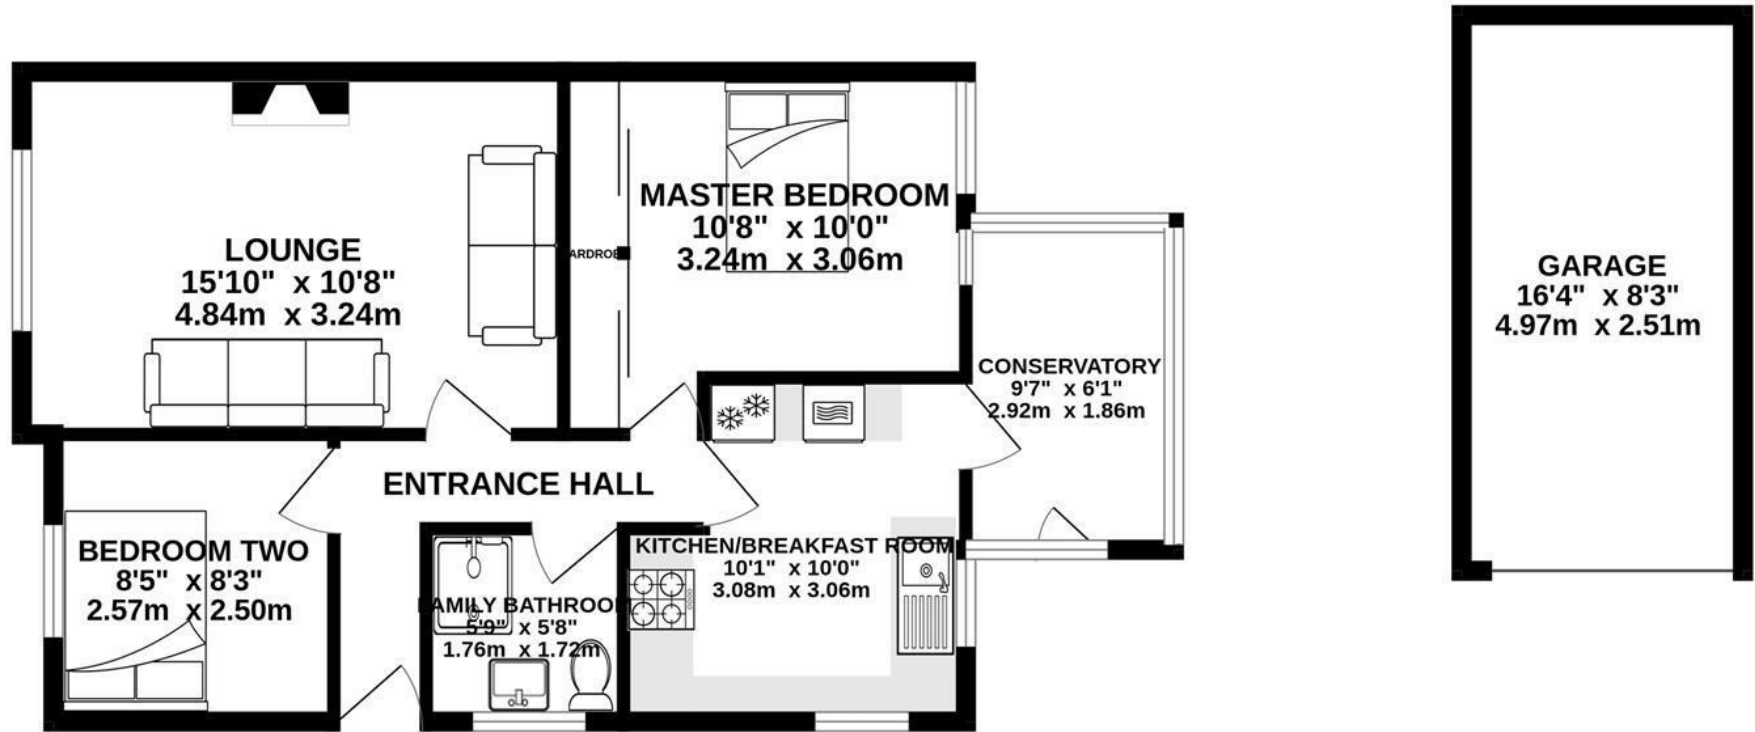 LOUNGE
15'10" x 10'8"
4.84m x 3.24m
MASTER BEDROOM
10'8" x 10'0"
3.24m x 3.06m
GARAGE
16'4" x 8'3"
4.97m x 2.51m
CONSERVATORY
9'7" x 6'1"
2.92m x 1.86m
ENTRANCE HALL
BEDROOM TWO
8'5" x 8'3"
2.57m x 2.50m
KITCHEN/BREAKFAST ROOM
10'1" x 10'0"
3.08m x 3.06m
FAMILY BATHROOM
5'9" x 5'8"
1.76m x 1.72m